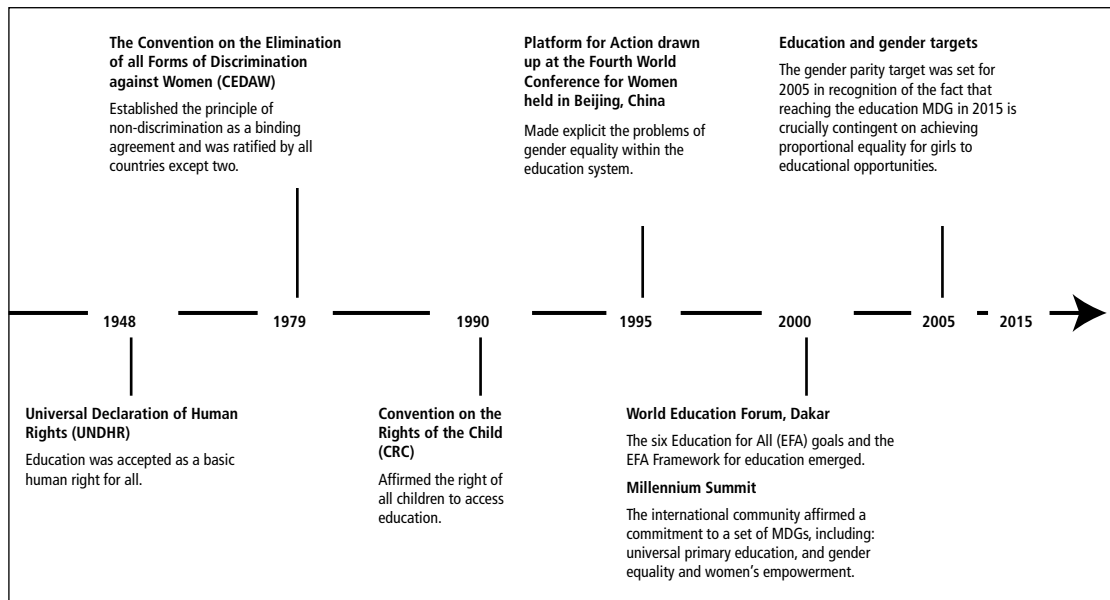 The Convention on the Elimination
of all Forms of Discrimination
against Women (CEDAW)
Established the principle of
non-discrimination as a binding
agreement and was ratified by all
countries except two.
Platform for Action drawn
up at the Fourth World
Conference for Women
held in Beijing, China
Made explicit the problems of
gender equality within the
education system.
Education and gender targets
The gender parity target was set for
2005 in recognition of the fact that
reaching the education MDG in 2015 is
crucially contingent on achieving
proportional equality for girls to
educational opportunities.
1948 1979 1990 1995 2000 2005 2015
Universal Declaration of Human
Rights (UNDHR)
Education was accepted as a basic
human right for all.
Convention on the
Rights of the Child
(CRC)
Affirmed the right of
all children to access
education.
World Education Forum, Dakar
The six Education for All (EFA) goals and the
EFA Framework for education emerged.
Millennium Summit
The international community affirmed a
commitment to a set of MDGs, including:
universal primary education, and gender
equality and women’s empowerment.